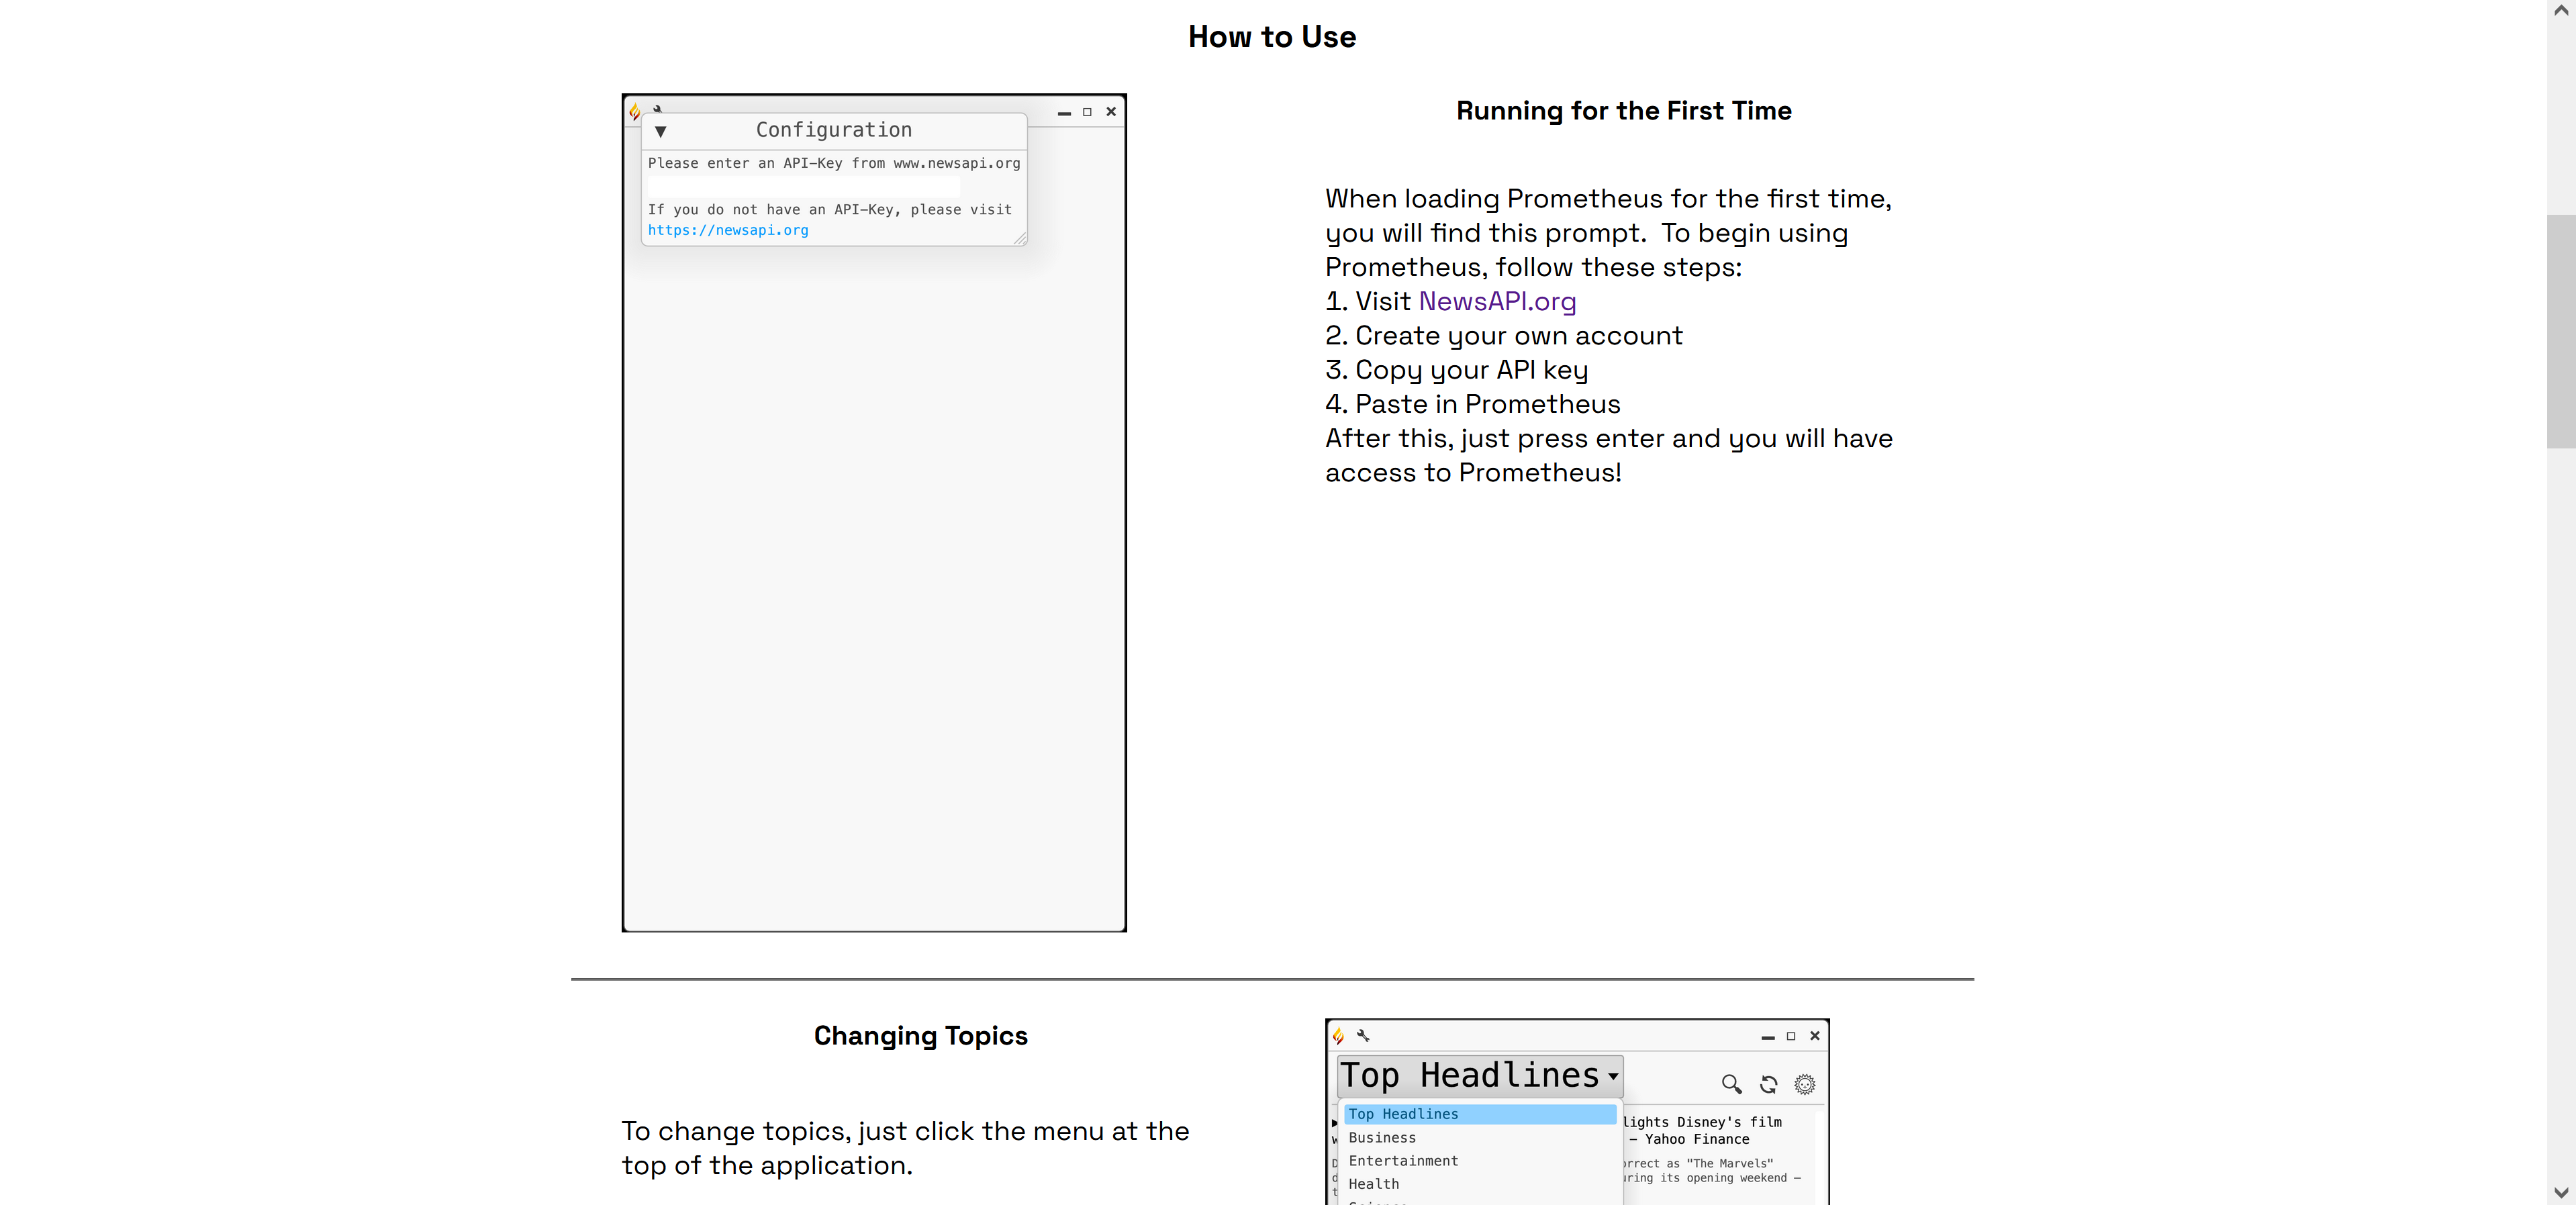 How to Use
Configuration
Please enter an API-Key from www.newsapi.org
If you do not have an API-Key, please visit
https://newsapi.org
Running for the First Time
When loading Prometheus for the first time,
you will find this prompt.  To begin using
Prometheus, follow these steps:
1. Visit NewsAPI.org
2. Create your own account
3. Copy your API key
4. Paste in Prometheus
After this, just press enter and you will have
access to Prometheus!
Changing Topics
To change topics, just click the menu at the
top of the application.
Top Headlines
Top Headlines
Business
Entertainment
Health
lights Disney's film
– Yahoo Finance
orrect as "The Marvels"
uring its opening weekend –